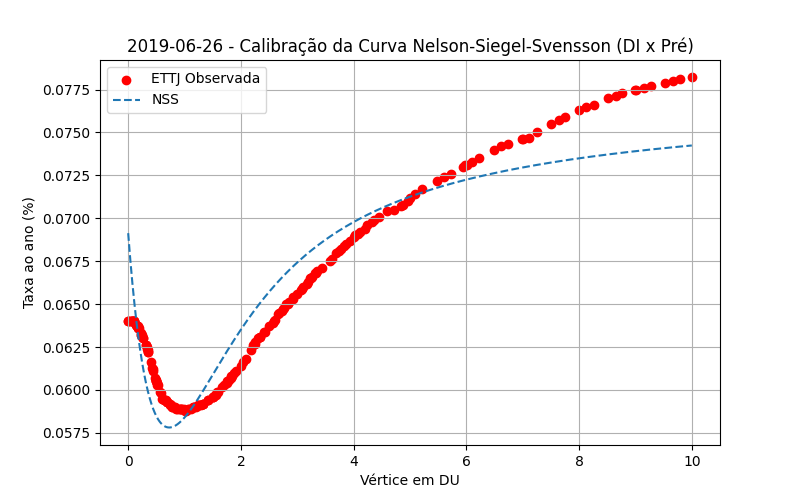 2019-06-26 - Calibração da Curva Nelson-Siegel-Svensson (DI x Pré)
ETTJ Observada
NSS
Taxa ao ano (%)
0.0775
0.0750
0.0725
0.0700
0.0675
0.0650
0.0625
0.0600
0.0575
0 2 4 6 8 10
Vértice em DU